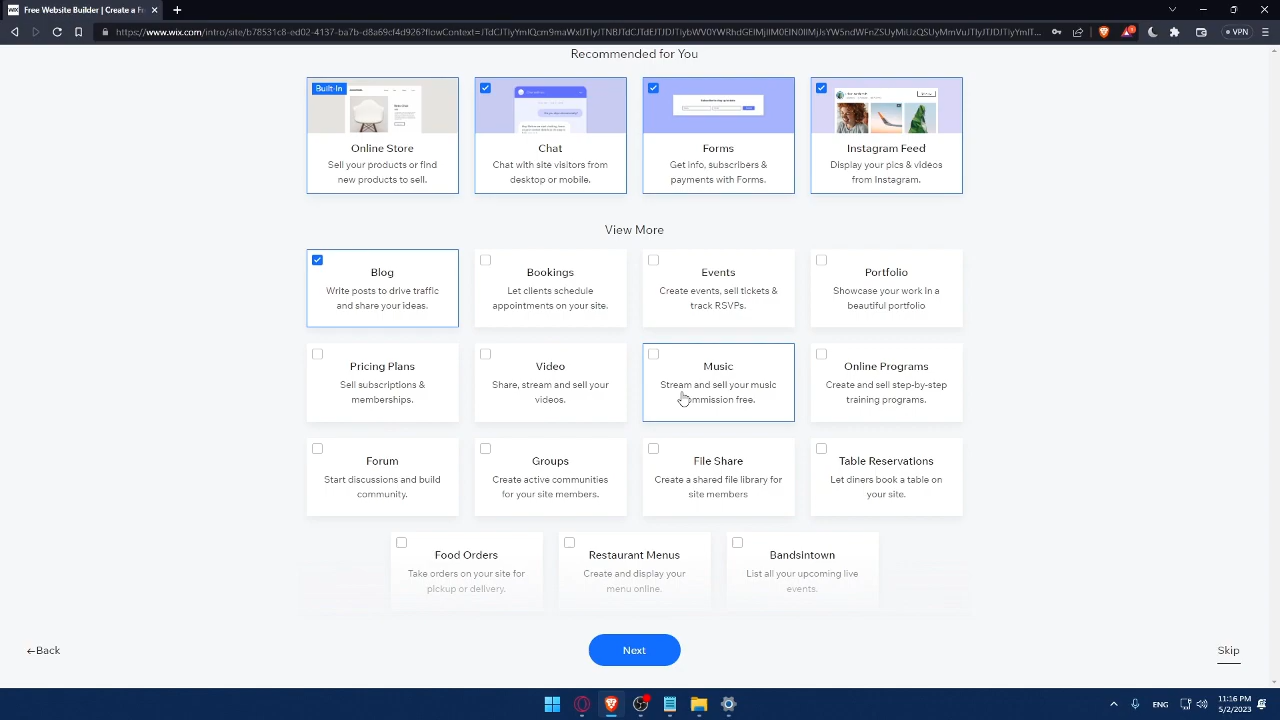 Free Website Builder | Create a Fr
https://www.wix.com/intro/site/
Recommended for You
Built-In
Online Store
Sell your products or find
new products to sell.
Chat
Chat with site visitors from
desktop or mobile.
Forms
Get info, subscribers &
payments with Forms.
Instagram Feed
Display your pics & videos
from Instagram.
View More
Blog
Write posts to drive traffic
and share your ideas.
Bookings
Let clients schedule
appointments on your site.
Events
Create events, sell tickets &
track RSVPs.
Portfolio
Showcase your work in a
beautiful portfolio
Pricing Plans
Sell subscriptions &
memberships.
Video
Share, stream and sell your
videos.
Music
Stream and sell your music
commission free.
Online Programs
Create and sell step-by-step
training programs.
Forum
Start discussions and build
community.
Groups
Create active communities
for your site members.
File Share
Create a shared file library for
site members
Table Reservations
Let diners book a table on
your site.
Food Orders
Take orders on your site for
pickup or delivery.
Restaurant Menus
Create and display your
menu online.
Bandsintown
List all your upcoming live
events.
←Back
Next
Skip
VPN
ENG
11:16 PM
5/2/2023